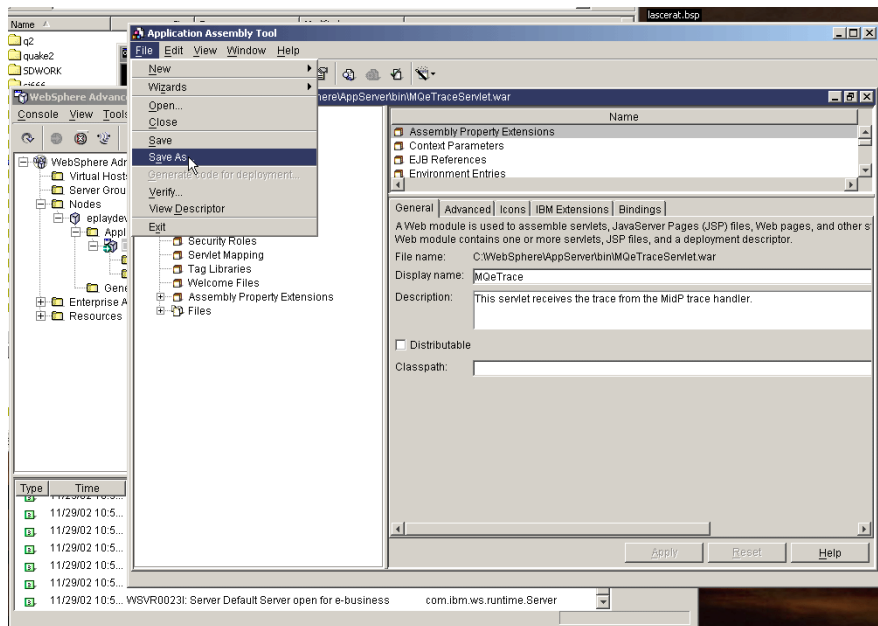 lascerat.bsp
Name
q2
quake2
SDWORK
Application Assembly Tool
File Edit View Window Help
New
Wizards
Open...
Close
Save
Save As
Generate code for deployment...
Verify...
View Descriptor
Exit
WebSphere Advanc
Console View Tools
WebSphere Adr
Virtual Host
Server Grou
Nodes
eplaydev
Appl
Gene
Enterprise A
Resources
here\AppServer\bin\MQeTraceServlet.war
Security Roles
Servlet Mapping
Tag Libraries
Welcome Files
Assembly Property Extensions
Files
Name
Assembly Property Extensions
Context Parameters
EJB References
Environment Entries
General Advanced Icons IBM Extensions Bindings
A Web module is used to assemble servlets, JavaServer Pages (JSP) files, Web pages, and other s
Web module contains one or more servlets, JSP files, and a deployment descriptor.
File name: C:\WebSphere\AppServer\bin\MQeTraceServlet.war
Display name: MQeTrace
Description: This servlet receives the trace from the MidP trace handler.
Distributable
Classpath:
Apply Reset Help
Type Time
11/29/02 10:5...
11/29/02 10:5...
11/29/02 10:5...
11/29/02 10:5...
11/29/02 10:5...
11/29/02 10:5...
11/29/02 10:5... WSVR0023I: Server Default Server open for e-business com.ibm.ws.runtime.Server